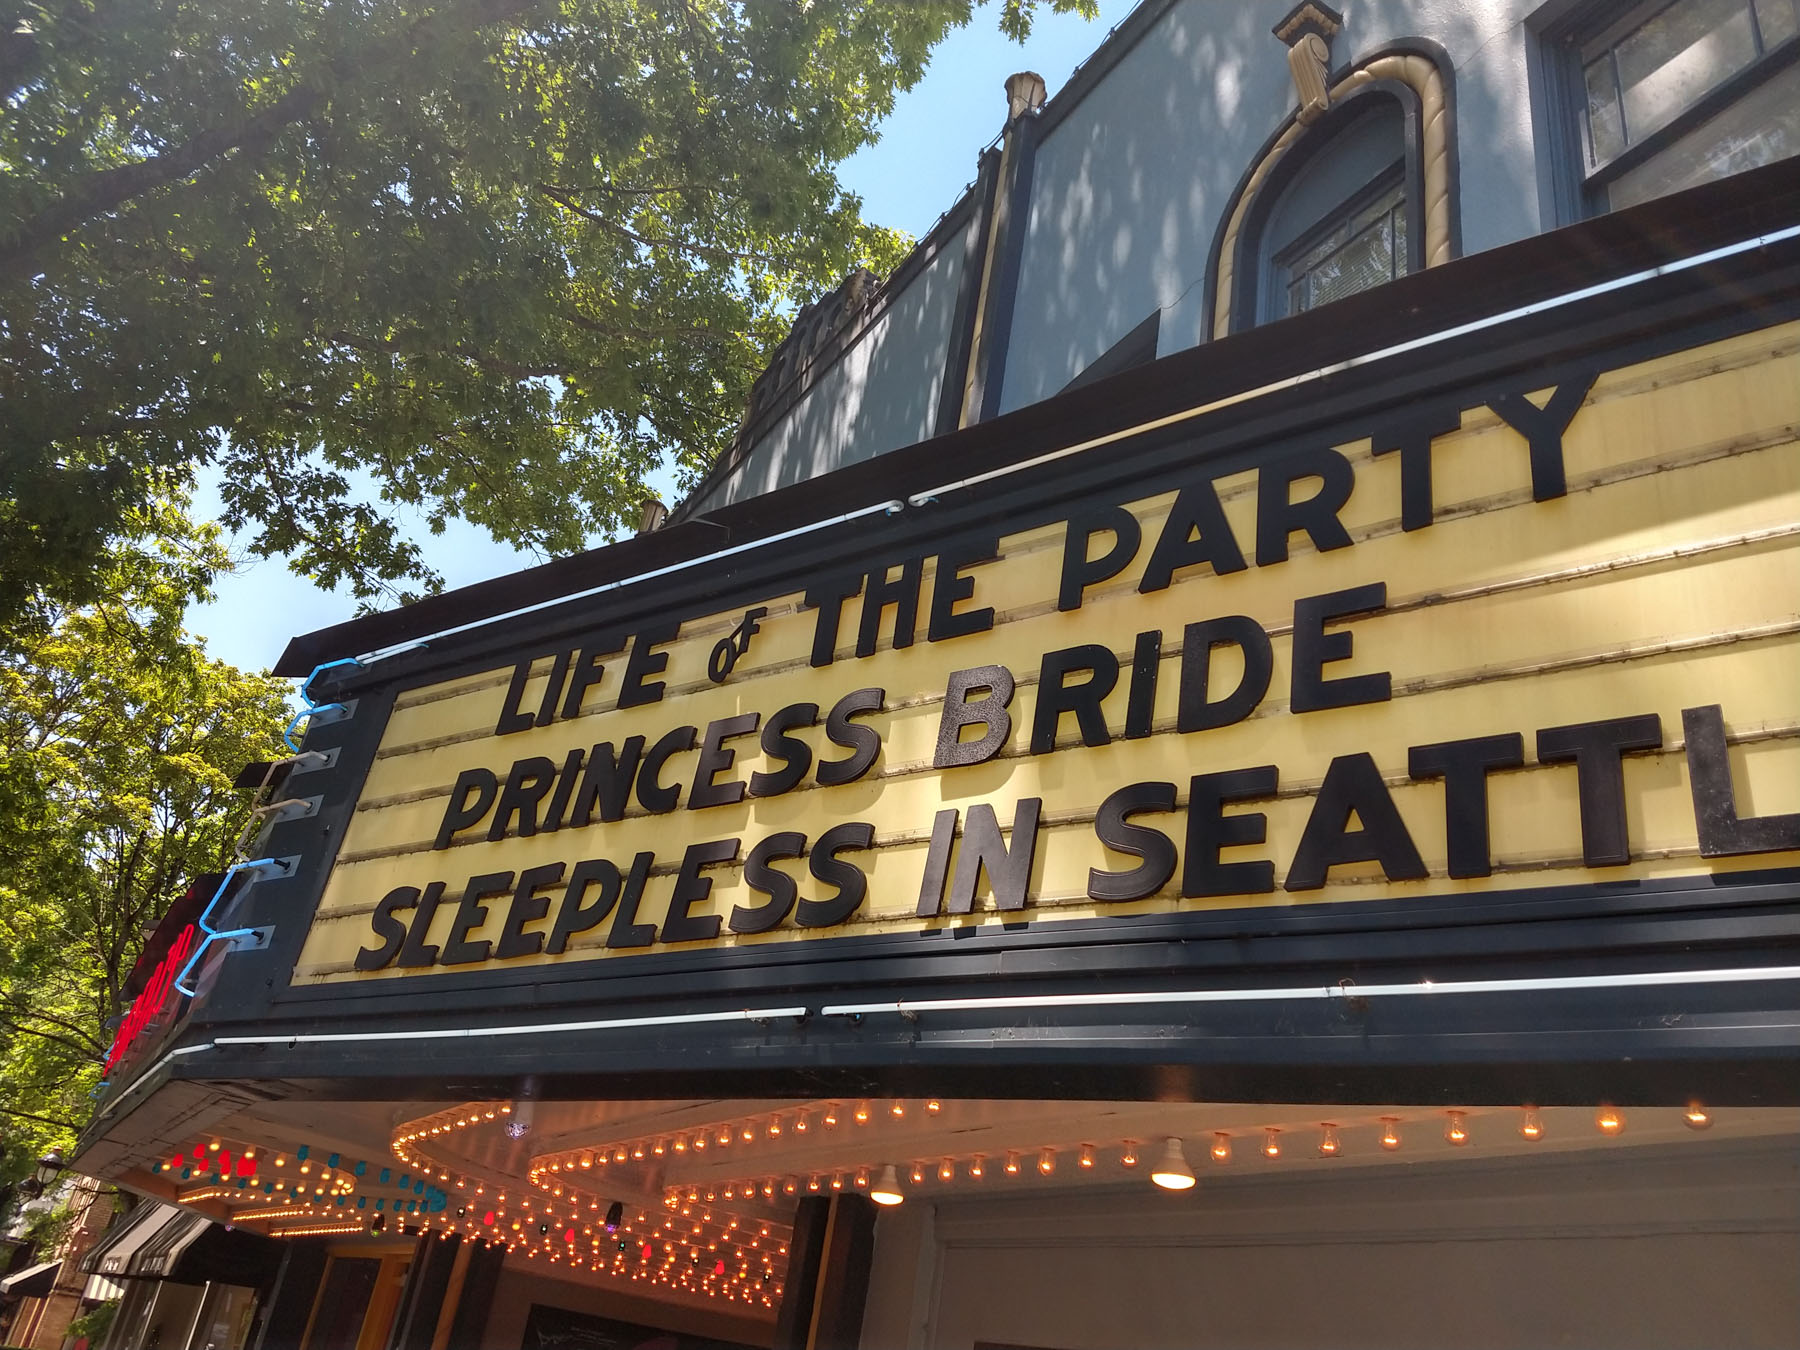 LIFE OF THE PARTY
PRINCESS BRIDE
SLEEPLESS IN SEATTL